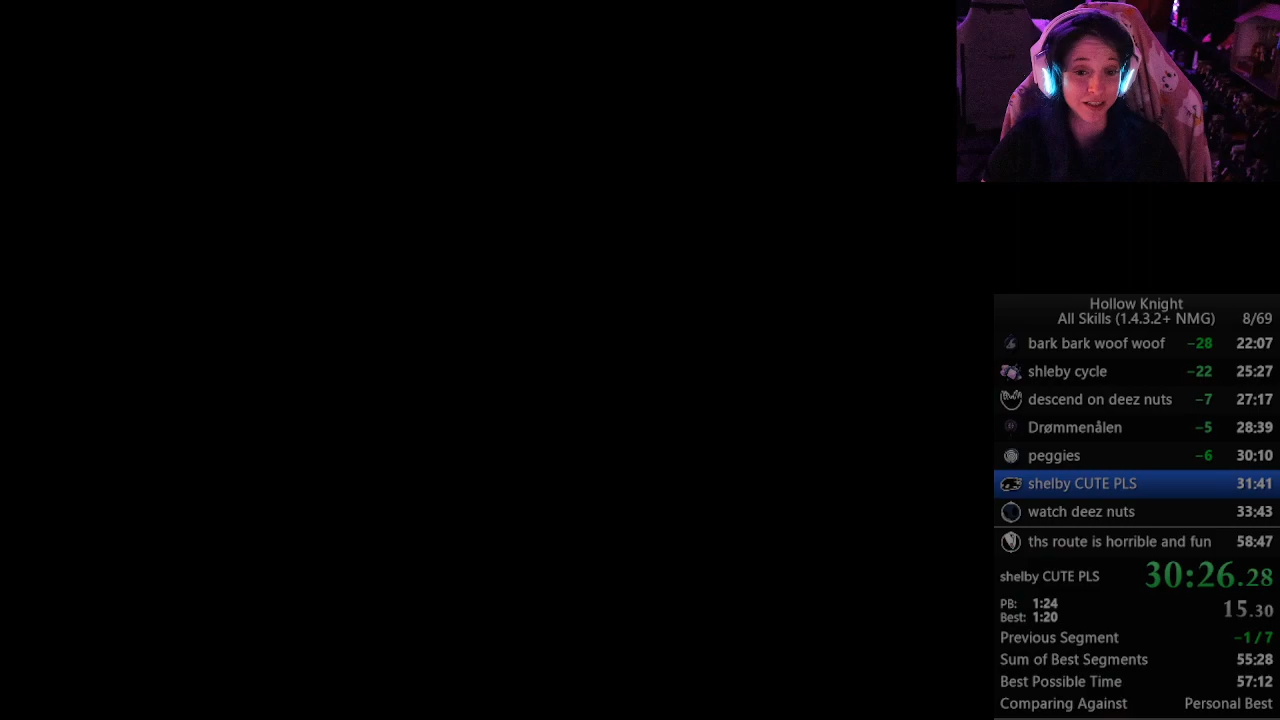 Hollow Knight
All Skills (1.4.3.2+ NMG) 8/69
bark bark woof woof -28 22:07
shleby cycle -22 25:27
descend on deez nuts -7 27:17
Drømmenålen -5 28:39
peggies -6 30:10
shelby CUTE PLS 31:41
watch deez nuts 33:43
ths route is horrible and fun 58:47
shelby CUTE PLS 30:26.28
PB: 1:24 15.30
Best: 1:20
Previous Segment -1 / 7
Sum of Best Segments 55:28
Best Possible Time 57:12
Comparing Against Personal Best